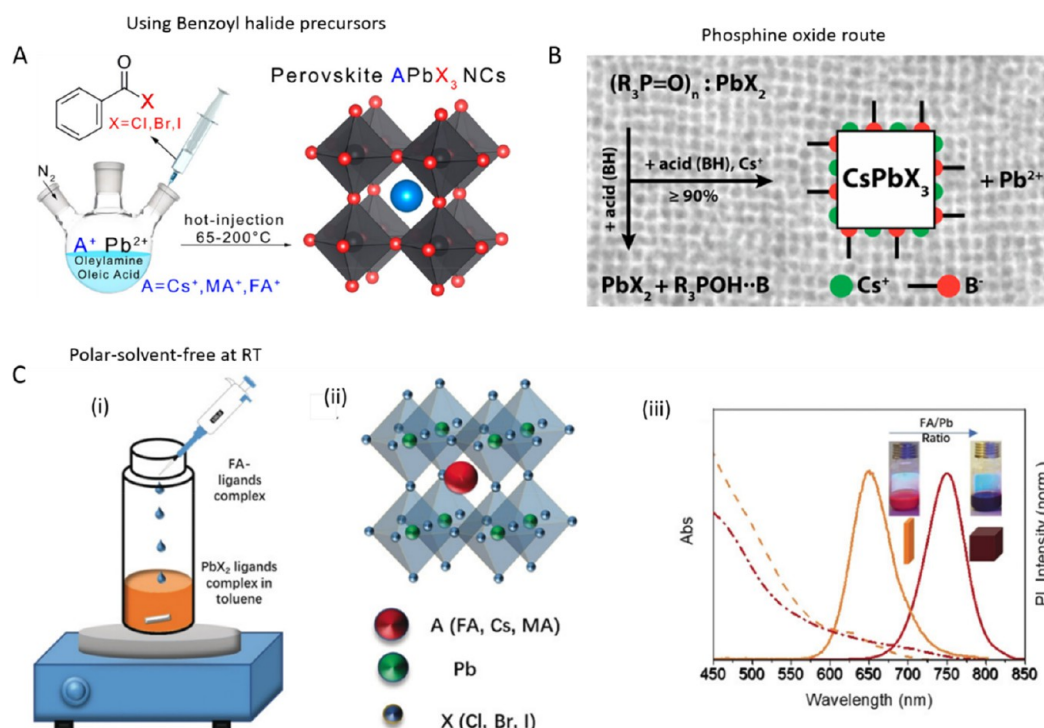 Using Benzoyl halide precursors
Phosphine oxide route
A
O
X
X=Cl,Br,I
N₂
A⁺ Pb²⁺
Oleylamine
Oleic Acid
A=Cs⁺,MA⁺,FA⁺
hot-injection
65-200°C
Perovskite APbX₃ NCs
B
(R₃P=O)ₙ : PbX₂
+ acid (BH)
+ acid (BH), Cs⁺
≥ 90%
CsPbX₃
+ Pb²⁺
PbX₂ + R₃POH··B
Cs⁺
B⁻
Polar-solvent-free at RT
C
(i)
FA-
ligands
complex
PbX₂ ligands
complex in
toluene
(ii)
A (FA, Cs, MA)
Pb
X (Cl, Br, I)
(iii)
FA/Pb
Ratio
Abs
PL Intensity (norm.)
450 500 550 600 650 700 750 800 850
Wavelength (nm)